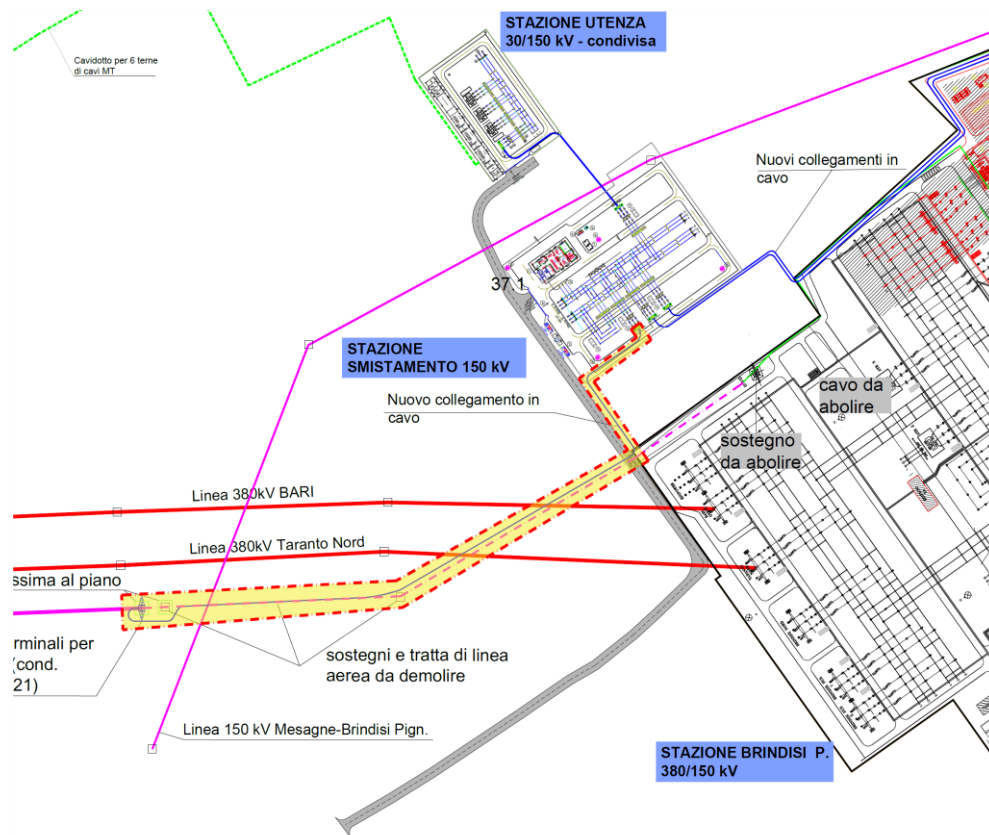 STAZIONE UTENZA
30/150 kV - condivisa
Cavidotto per 6 terne
di cavi MT
Nuovi collegamenti in
cavo
37.1
STAZIONE
SMISTAMENTO 150 kV
Nuovo collegamento in
cavo
cavo da
abolire
sostegno
da abolire
Linea 380kV BARI
Linea 380kV Taranto Nord
ssima al piano
rminali per
(cond.
21)
sostegni e tratta di linea
aerea da demolire
Linea 150 kV Mesagne-Brindisi Pign.
STAZIONE BRINDISI P.
380/150 kV